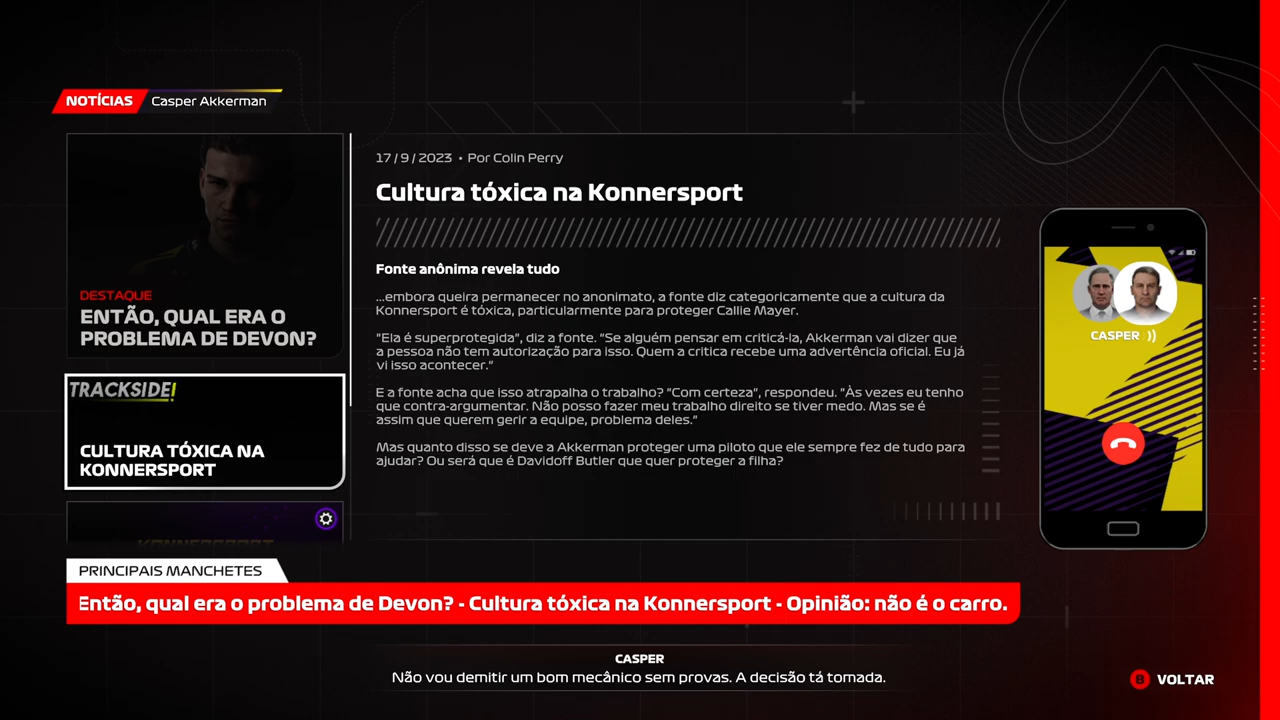 NOTÍCIAS Casper Akkerman
DESTAQUE
ENTÃO, QUAL ERA O
PROBLEMA DE DEVON?
TRACKSIDE!
CULTURA TÓXICA NA
KONNERSPORT
KONNERSPORT
17/9/2023 • Por Colin Perry
Cultura tóxica na Konnersport
Fonte anônima revela tudo
...embora queira permanecer no anonimato, a fonte diz categoricamente que a cultura da
Konnersport é tóxica, particularmente para proteger Callie Mayer.
"Ela é superprotegida", diz a fonte. "Se alguém pensar em criticá-la, Akkerman vai dizer que
a pessoa não tem autorização para isso. Quem a critica recebe uma advertência oficial. Eu já
vi isso acontecer."
E a fonte acha que isso atrapalha o trabalho? "Com certeza", respondeu. "Às vezes eu tenho
que contra-argumentar. Não posso fazer meu trabalho direito se tiver medo. Mas se é
assim que querem gerir a equipe, problema deles."
Mas quanto disso se deve a Akkerman proteger uma piloto que ele sempre fez de tudo para
ajudar? Ou será que é Davidoff Butler que quer proteger a filha?
CASPER
PRINCIPAIS MANCHETES
Então, qual era o problema de Devon? - Cultura tóxica na Konnersport - Opinião: não é o carro.
CASPER
Não vou demitir um bom mecânico sem provas. A decisão tá tomada.
B VOLTAR